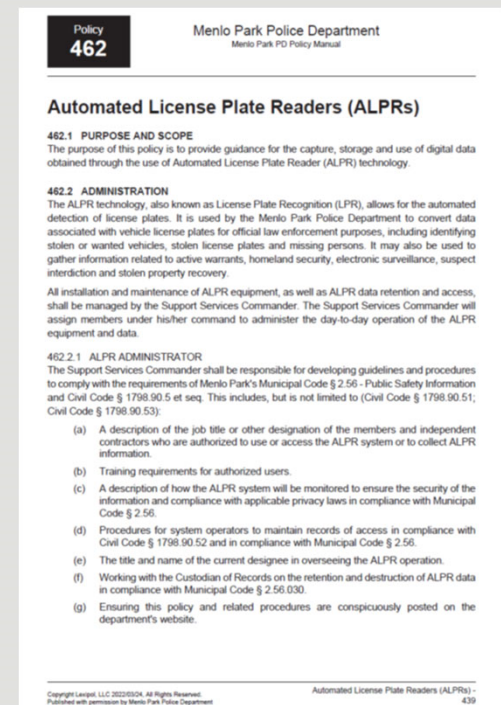 Policy
462
Menlo Park Police Department
Menlo Park PD Policy Manual
Automated License Plate Readers (ALPRs)
462.1 PURPOSE AND SCOPE
The purpose of this policy is to provide guidance for the capture, storage and use of digital data
obtained through the use of Automated License Plate Reader (ALPR) technology.
462.2 ADMINISTRATION
The ALPR technology, also known as License Plate Recognition (LPR), allows for the automated
detection of license plates. It is used by the Menlo Park Police Department to convert data
associated with vehicle license plates for official law enforcement purposes, including identifying
stolen or wanted vehicles, stolen license plates and missing persons. It may also be used to
gather information related to active warrants, homeland security, electronic surveillance, suspect
interdiction and stolen property recovery.
All installation and maintenance of ALPR equipment, as well as ALPR data retention and access,
shall be managed by the Support Services Commander. The Support Services Commander will
assign members under his/her command to administer the day-to-day operation of the ALPR
equipment and data.
462.2.1 ALPR ADMINISTRATOR
The Support Services Commander shall be responsible for developing guidelines and procedures
to comply with the requirements of Menlo Park's Municipal Code § 2.56 - Public Safety Information
and Civil Code § 1798.90.5 et seq. This includes, but is not limited to (Civil Code § 1798.90.51;
Civil Code § 1798.90.53):
(a) A description of the job title or other designation of the members and independent
contractors who are authorized to use or access the ALPR system or to collect ALPR
information.
(b) Training requirements for authorized users.
(c) A description of how the ALPR system will be monitored to ensure the security of the
information and compliance with applicable privacy laws in compliance with Municipal
Code § 2.56.
(d) Procedures for system operators to maintain records of access in compliance with
Civil Code § 1798.90.52 and in compliance with Municipal Code § 2.56.
(e) The title and name of the current designee in overseeing the ALPR operation.
(f) Working with the Custodian of Records on the retention and destruction of ALPR data
in compliance with Municipal Code § 2.56.030.
(g) Ensuring this policy and related procedures are conspicuously posted on the
department's website.
Copyright Lexipol, LLC 2022/03/24, All Rights Reserved.
Published with permission by Menlo Park Police Department
Automated License Plate Readers (ALPRs) -
439